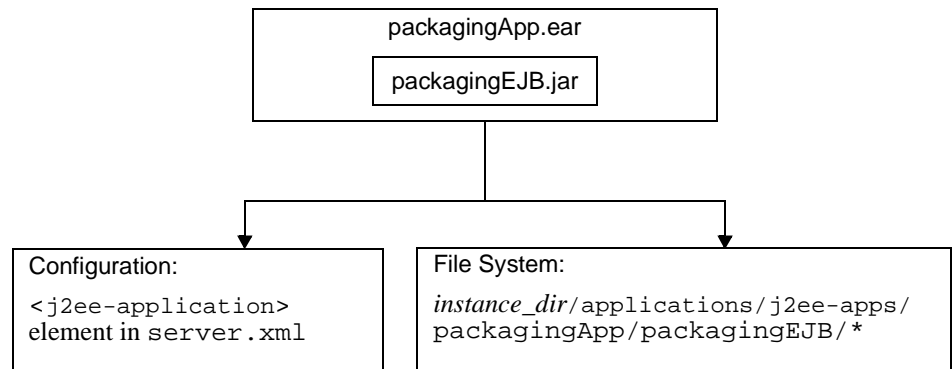 packagingApp.ear
packagingEJB.jar
Configuration:
<j2ee-application>
element in server.xml
File System:
instance_dir/applications/j2ee-apps/
packagingApp/packagingEJB/*